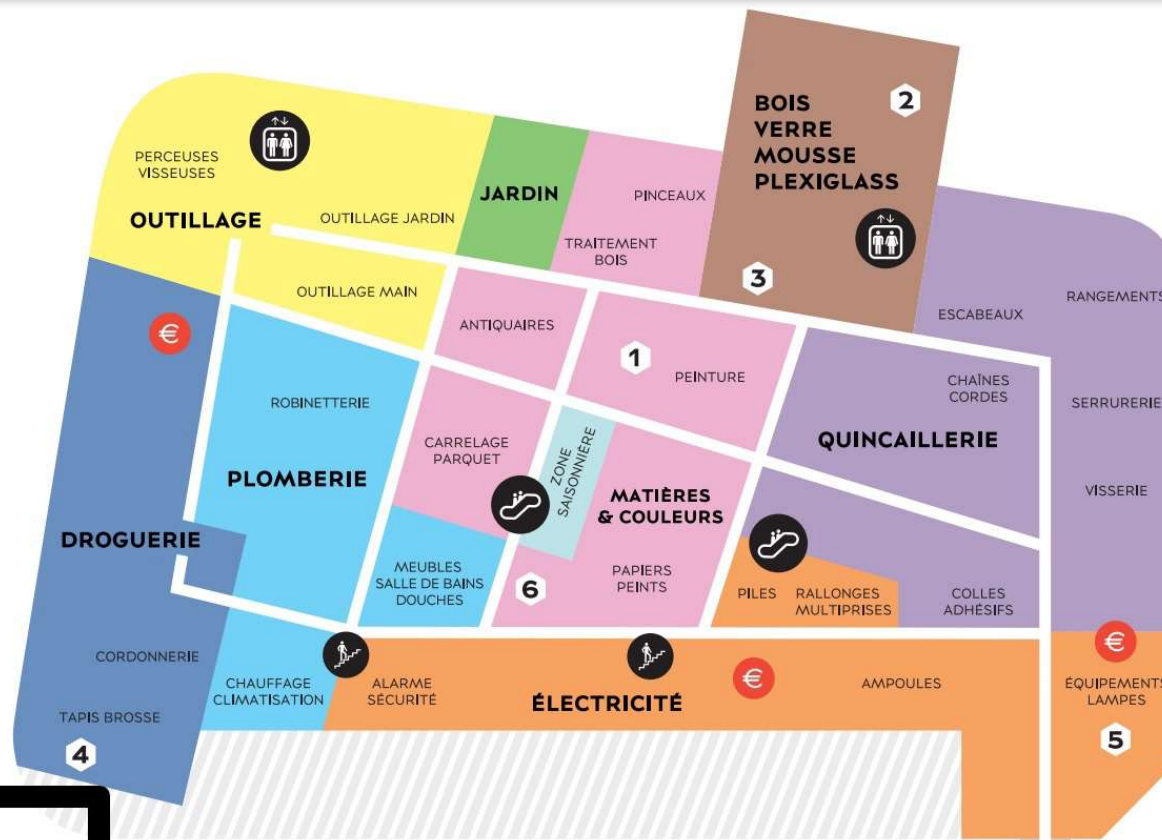 BOIS
VERRE
MOUSSE
PLEXIGLASS
2
3
PERCEUSES
VISSEUSES
OUTILLAGE
OUTILLAGE JARDIN
OUTILLAGE MAIN
JARDIN
PINCEAUX
TRAITEMENT
BOIS
ANTIQUAIRES
1
PEINTURE
ESCABEAUX
RANGEMENTS
CHAÎNES
CORDES
SERRURERIE
QUINCAILLERIE
VISSERIE
€
ROBINETTERIE
PLOMBERIE
CARRELAGE
PARQUET
ZONE
SAISONNIÈRE
MATIÈRES
& COULEURS
DROGUERIE
MEUBLES
SALLE DE BAINS
DOUCHES
6
PAPIERS
PEINTS
PILES
RALLONGES
MULTIPRISES
COLLES
ADHÉSIFS
CORDONNERIE
TAPIS BROSSE
4
CHAUFFAGE
CLIMATISATION
ALARME
SÉCURITÉ
ÉLECTRICITÉ
€
AMPOULES
€
ÉQUIPEMENTS
LAMPES
5